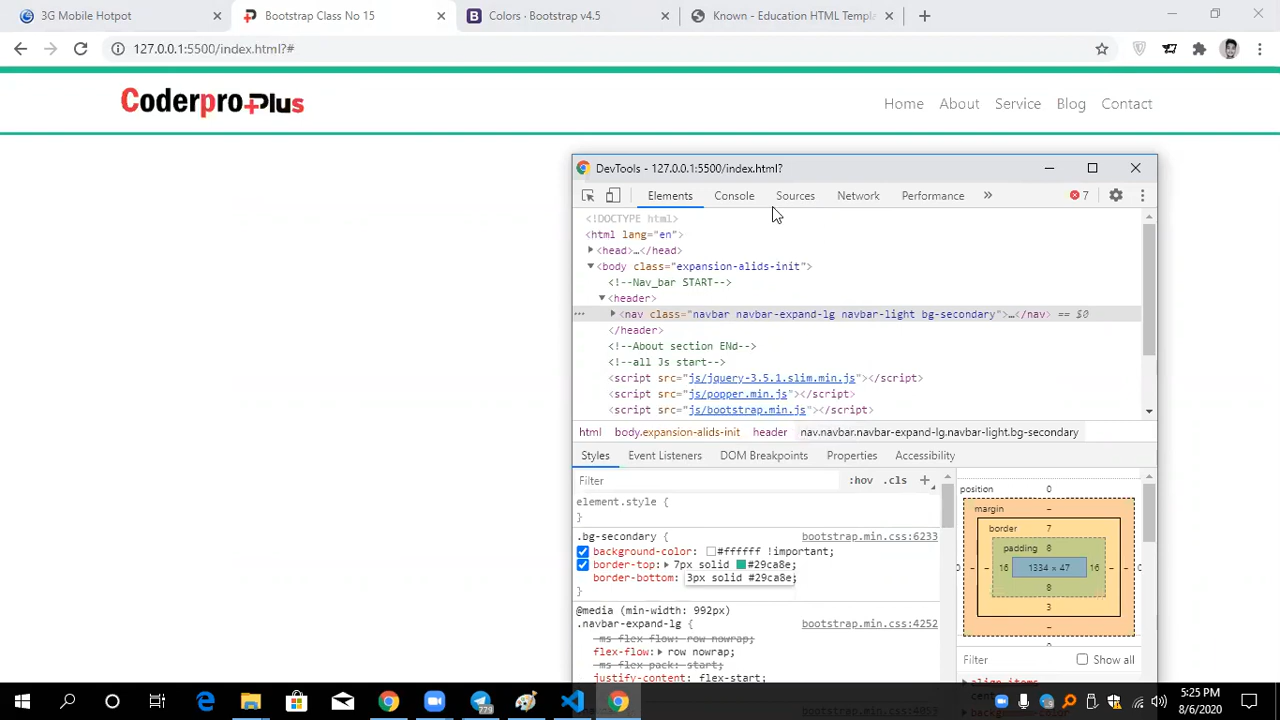 3G Mobile Hotpot
Bootstrap Class No 15
Colors · Bootstrap v4.5
Known - Education HTML Templa
127.0.0.1:5500/index.html?#
Coderpro+Plus
Home About Service Blog Contact
DevTools - 127.0.0.1:5500/index.html?
Elements Console Sources Network Performance » 7
<!DOCTYPE html>
<html lang="en">
<head>…</head>
<body class="expansion-alids-init">
<!--Nav_bar START-->
<header>
<nav class="navbar navbar-expand-lg navbar-light bg-secondary">…</nav> == $0
</header>
<!--About section ENd-->
<!--all Js start-->
<script src="js/jquery-3.5.1.slim.min.js"></script>
<script src="js/popper.min.js"></script>
<script src="js/bootstrap.min.js"></script>
html body.expansion-alids-init header nav.navbar.navbar-expand-lg.navbar-light.bg-secondary
Styles Event Listeners DOM Breakpoints Properties Accessibility
Filter :hov .cls +
element.style {
}
.bg-secondary { bootstrap.min.css:6233
background-color: #ffffff !important;
border-top: 7px solid #29ca8e;
border-bottom: 3px solid #29ca8e;
}
@media (min-width: 992px)
.navbar-expand-lg { bootstrap.min.css:4252
-ms-flex-flow: row nowrap;
flex-flow: row nowrap;
-ms-flex-pack: start;
justify-content: flex-start;
position 0
margin –
border 7
padding 8
0 – – 16 1334 × 47 16 – – 0
8
3
–
Filter Show all
align-items
5:25 PM
8/6/2020